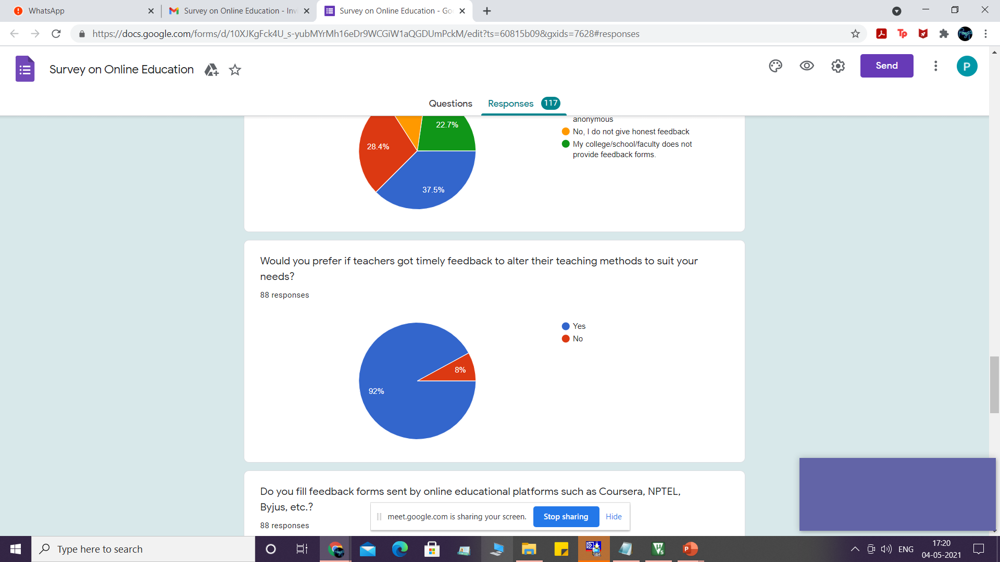 WhatsApp
Survey on Online Education - Inv
Survey on Online Education - Go
https://docs.google.com/forms/d/10XJKgFck4U_s-yubMYrMh16eDr9WCGiW1aQGDUmPckM/edit?ts=60815b09&gxids=7628#responses
Survey on Online Education
Send
P
Questions
Responses 117
anonymous
No, I do not give honest feedback
My college/school/faculty does not
provide feedback forms.
22.7%
28.4%
37.5%
Would you prefer if teachers got timely feedback to alter their teaching methods to suit your
needs?
88 responses
Yes
No
8%
92%
Do you fill feedback forms sent by online educational platforms such as Coursera, NPTEL,
Byjus, etc.?
88 responses
meet.google.com is sharing your screen.
Stop sharing
Hide
Type here to search
ENG
17:20
04-05-2021